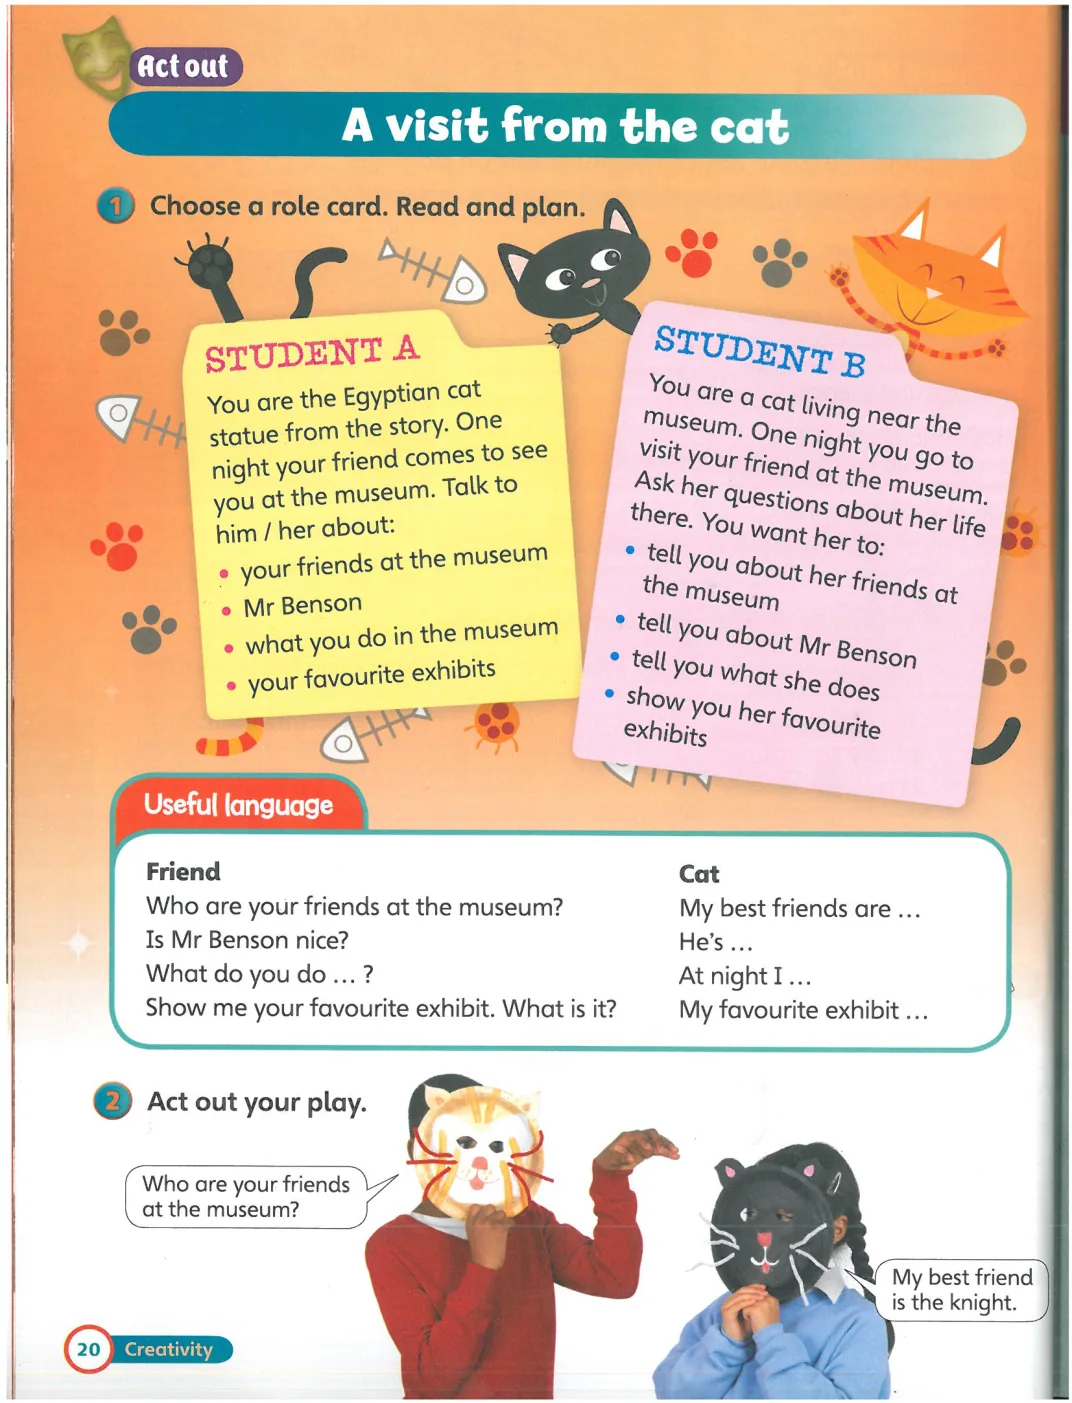 Act out
A visit from the cat
1 Choose a role card. Read and plan.
STUDENT A
You are the Egyptian cat
statue from the story. One
night your friend comes to see
you at the museum. Talk to
him / her about:
• your friends at the museum
• Mr Benson
• what you do in the museum
• your favourite exhibits
STUDENT B
You are a cat living near the
museum. One night you go to
visit your friend at the museum.
Ask her questions about her life
there. You want her to:
• tell you about her friends at
the museum
• tell you about Mr Benson
• tell you what she does
• show you her favourite
exhibits
Useful language
Friend
Who are your friends at the museum?
Is Mr Benson nice?
What do you do ... ?
Show me your favourite exhibit. What is it?
Cat
My best friends are ...
He's ...
At night I ...
My favourite exhibit ...
2 Act out your play.
Who are your friends
at the museum?
My best friend
is the knight.
20 Creativity